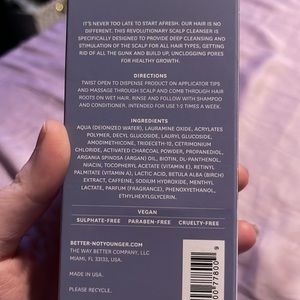 IT'S NEVER TOO LATE TO START AFRESH. OUR HAIR IS NO
DIFFERENT. THIS REVOLUTIONARY SCALP CLEANSER IS
SPECIFICALLY DESIGNED TO PROVIDE DEEP CLEANSING AND
STIMULATION OF THE SCALP FOR ALL HAIR TYPES, GETTING
RID OF ALL THE GUNK AND BUILD UP, UNCLOGGING PORES
FOR HEALTHY GROWTH.
DIRECTIONS
TWIST OPEN TO DISPENSE PRODUCT ON APPLICATOR TIPS
AND MASSAGE THROUGH SCALP AND COMB THROUGH HAIR
ROOTS ON WET HAIR. RINSE AND FOLLOW WITH SHAMPOO
AND CONDITIONER. INTENDED FOR USE 1-2 TIMES A WEEK.
INGREDIENTS
AQUA (DEIONIZED WATER), LAURAMINE OXIDE, ACRYLATES
POLYMER, DECYL GLUCOSIDE, LAURYL GLUCOSIDE,
AMODIMETHICONE, TRIDECETH-12, CETRIMONIUM
CHLORIDE, ACTIVATED CHARCOAL POWDER, PROPANEDIOL,
ARGANIA SPINOSA (ARGAN) OIL, BIOTIN, DL-PANTHENOL,
NIACIN, TOCOPHERYL ACETATE (VITAMIN E), RETINYL
PALMITATE (VITAMIN A), LACTIC ACID, BETULA ALBA (BIRCH)
EXTRACT, CAFFEINE, SODIUM HYDROXIDE, MENTHYL
LACTATE, PARFUM (FRAGRANCE), PHENOXYETHANOL,
ETHYLHEXYLGLYCERIN.
VEGAN
SULPHATE-FREE PARABEN-FREE CRUELTY-FREE
BETTER-NOTYOUNGER.COM
THE WAY BETTER COMPANY, LLC
MIAMI, FL 33133, USA.
MADE IN USA.
PLEASE RECYCLE.